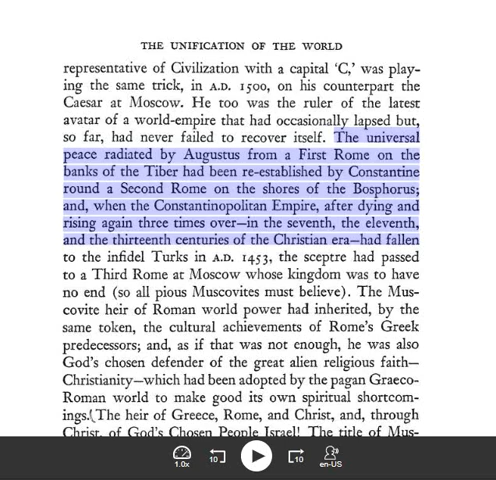 THE UNIFICATION OF THE WORLD
representative of Civilization with a capital ‘C,’ was play-
ing the same trick, in A.D. 1500, on his counterpart the
Caesar at Moscow. He too was the ruler of the latest
avatar of a world-empire that had occasionally lapsed but,
so far, had never failed to recover itself. The universal
peace radiated by Augustus from a First Rome on the
banks of the Tiber had been re-established by Constantine
round a Second Rome on the shores of the Bosphorus;
and, when the Constantinopolitan Empire, after dying and
rising again three times over—in the seventh, the eleventh,
and the thirteenth centuries of the Christian era—had fallen
to the infidel Turks in A.D. 1453, the sceptre had passed
to a Third Rome at Moscow whose kingdom was to have
no end (so all pious Muscovites must believe). The Mus-
covite heir of Roman world power had inherited, by the
same token, the cultural achievements of Rome’s Greek
predecessors; and, as if that was not enough, he was also
God’s chosen defender of the great alien religious faith—
Christianity—which had been adopted by the pagan Graeco-
Roman world to make good its own spiritual shortcom-
ings.(The heir of Greece, Rome, and Christ, and, through
Christ, of God’s Chosen People Israel! The title of Mus-
1.0x
10
10
en-US